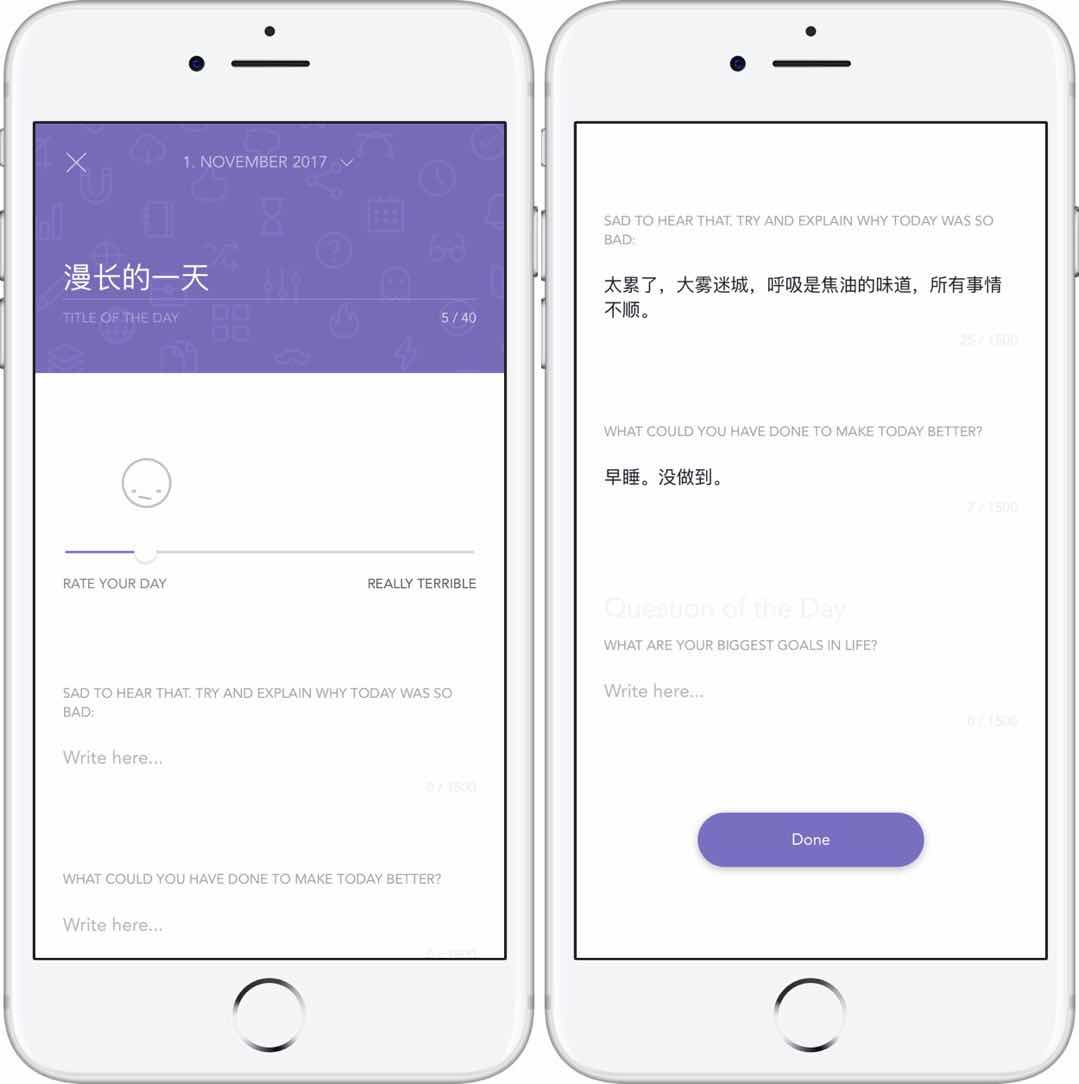 1. NOVEMBER 2017
漫长的一天
TITLE OF THE DAY 5 / 40
RATE YOUR DAY REALLY TERRIBLE
SAD TO HEAR THAT. TRY AND EXPLAIN WHY TODAY WAS SO
BAD:
Write here...
0 / 1500
WHAT COULD YOU HAVE DONE TO MAKE TODAY BETTER?
Write here...
0 / 1500
SAD TO HEAR THAT. TRY AND EXPLAIN WHY TODAY WAS SO
BAD:
太累了，大雾迷城，呼吸是焦油的味道，所有事情
不顺。
25 / 1500
WHAT COULD YOU HAVE DONE TO MAKE TODAY BETTER?
早睡。没做到。
7 / 1500
Question of the Day
WHAT ARE YOUR BIGGEST GOALS IN LIFE?
Write here...
0 / 1500
Done